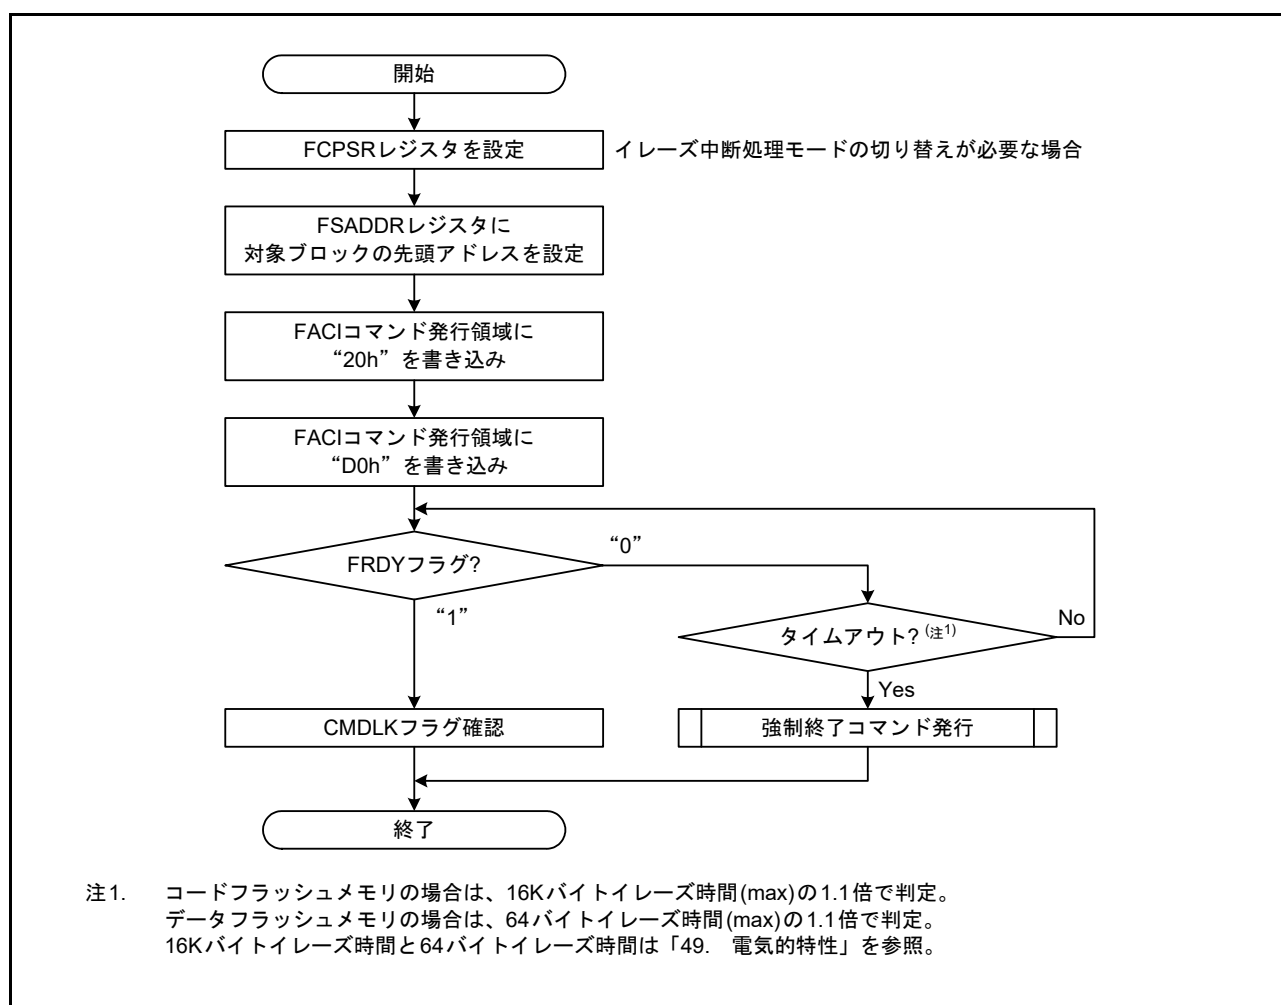 開始
FCPSRレジスタを設定
イレーズ中断処理モードの切り替えが必要な場合
FSADDRレジスタに
対象ブロックの先頭アドレスを設定
FACIコマンド発行領域に
“20h”を書き込み
FACIコマンド発行領域に
“D0h”を書き込み
FRDYフラグ?
“0”
“1”
タイムアウト? (注1)
No
Yes
CMDLKフラグ確認
強制終了コマンド発行
終了
注1. コードフラッシュメモリの場合は、16Kバイトイレーズ時間(max)の1.1倍で判定。
データフラッシュメモリの場合は、64バイトイレーズ時間(max)の1.1倍で判定。
16Kバイトイレーズ時間と64バイトイレーズ時間は「49. 電気的特性」を参照。